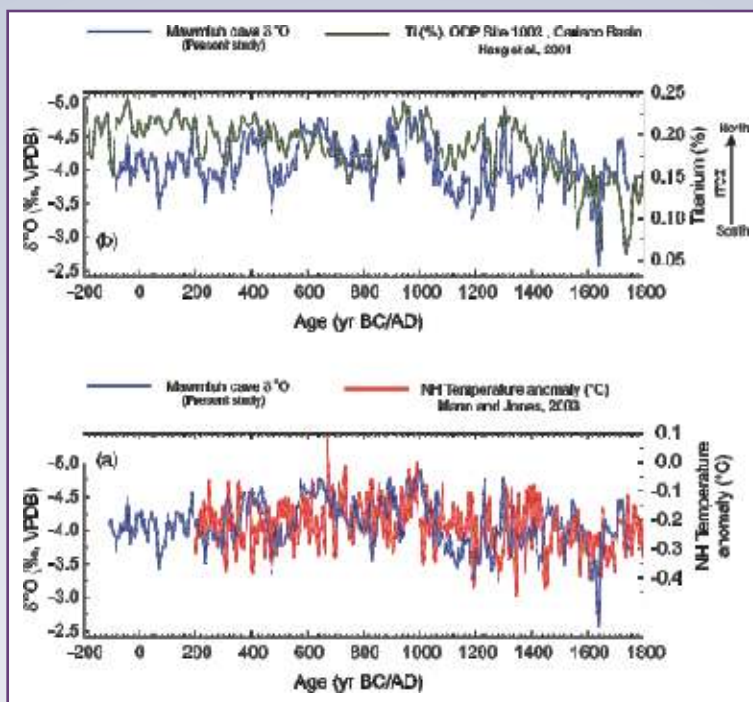 Mawmluh cave δ¹⁸O
(Present study)
Ti (%), ODP Site 1002, Cariaco Basin
Haug et al., 2001
δ¹⁸O (‰, VPDB)
-5.0
-4.5
-4.0
-3.5
-3.0
-2.5
(b)
0.25
0.20
0.15
0.10
0.05
Titanium (%)
North
ITCZ
South
-200 0 200 400 600 800 1000 1200 1400 1600 1800
Age (yr BC/AD)
Mawmluh cave δ¹⁸O
(Present study)
NH Temperature anomaly (°C)
Mann and Jones, 2003
δ¹⁸O (‰, VPDB)
-5.0
-4.5
-4.0
-3.5
-3.0
-2.5
(a)
0.1
0.0
-0.1
-0.2
-0.3
-0.4
NH Temperature
anomaly (°C)
-200 0 200 400 600 800 1000 1200 1400 1600 1800
Age (yr BC/AD)